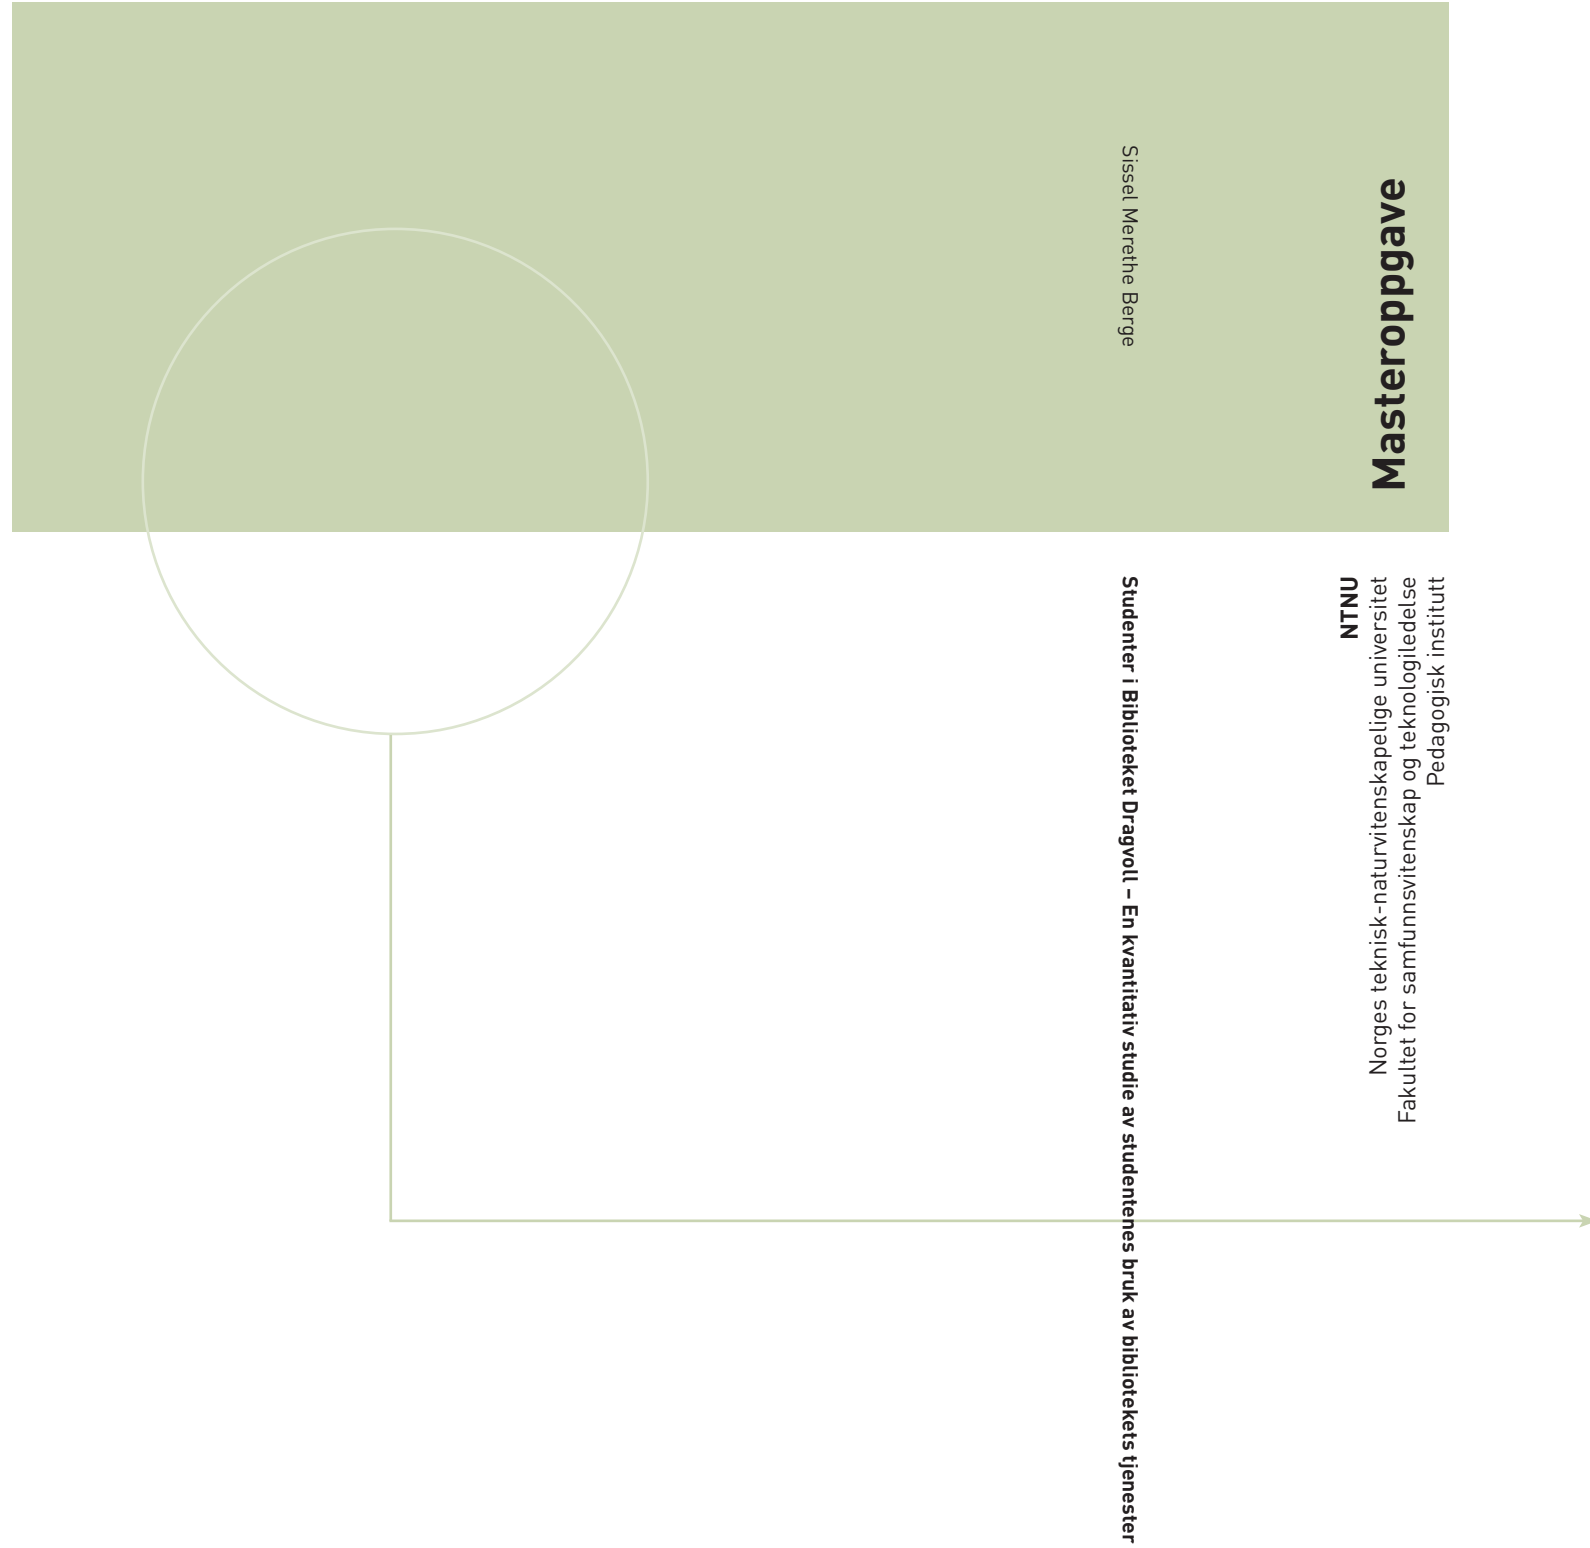 Sissel Merethe Berge
Studenter i Biblioteket Dragvoll – En kvantitativ studie av studentenes bruk av bibliotekets tjenester
Masteroppgave
NTNU
Norges teknisk-naturvitenskapelige universitet
Fakultet for samfunnsvitenskap og teknologiledelse
Pedagogisk institutt